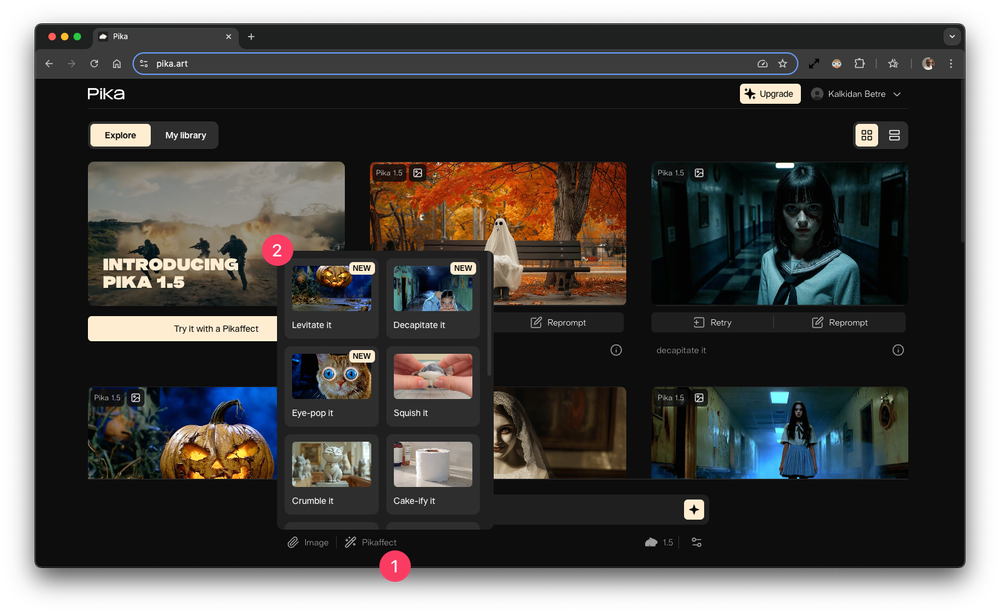 Pika
pika.art
Pika
Upgrade
Kalkidan Betre
Explore
My library
INTRODUCING
PIKA 1.5
Try it with a Pikaffect
Pika 1.5
Reprompt
Pika 1.5
Retry
Reprompt
decapitate it
2
NEW
Levitate it
NEW
Decapitate it
NEW
Eye-pop it
Squish it
Crumble it
Cake-ify it
Pika 1.5
Pika 1.5
Image
Pikaffect
1.5
1